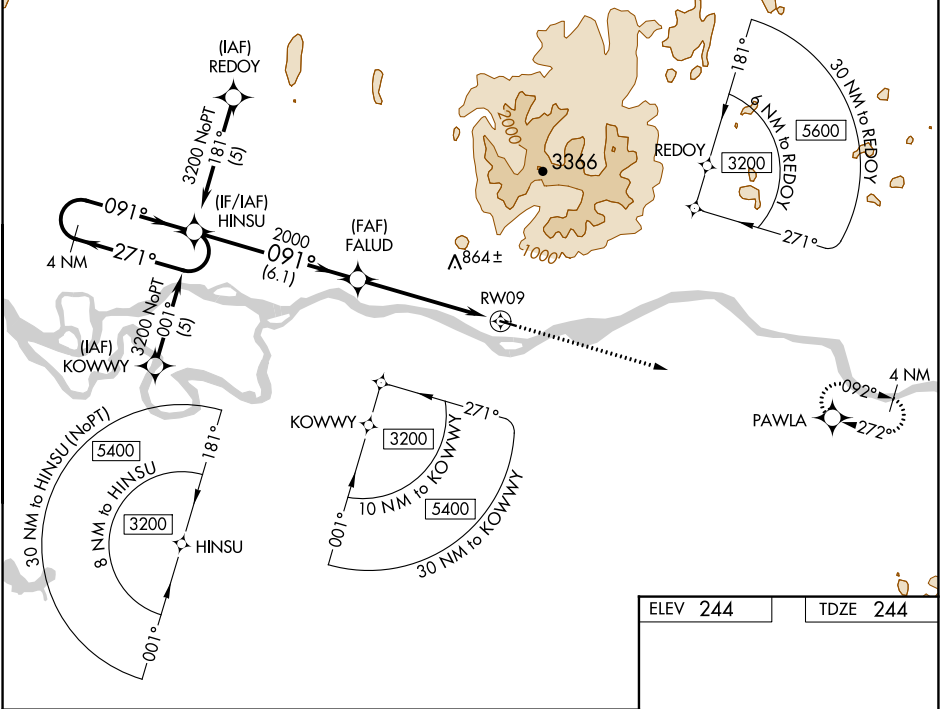 (IAF)
REDOY
3200 NoPT
181°
(5)
(IF/IAF)
HINSU
091°
271°
4 NM
2000
091°
(6.1)
(FAF)
FALUD
3200 NoPT
001°
(5)
(IAF)
KOWWY
2000
3366
1000
864±
RW09
REDOY
181°
30 NM to REDOY
5600
6 NM to REDOY
3200
271°
4 NM
092°
272°
PAWLA
30 NM to HINSU (NoPT)
5400
181°
8 NM to HINSU
3200
HINSU
001°
KOWWY
271°
3200
10 NM to KOWWY
5400
30 NM to KOWWY
001°
ELEV 244
TDZE 244